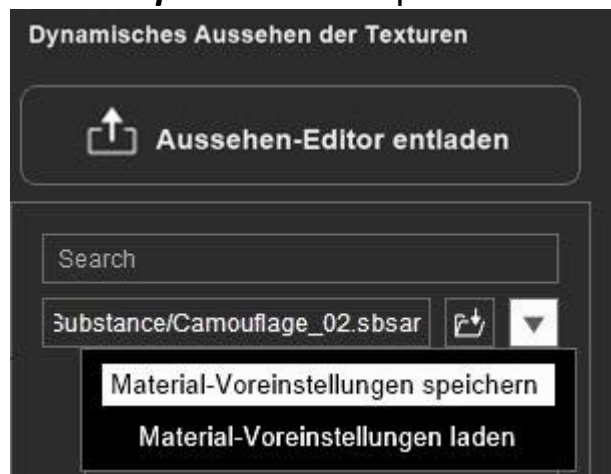 Dynamisches Aussehen der Texturen
Aussehen-Editor entladen
Search
Substance/Camouflage_02.sbsar
Material-Voreinstellungen speichern
Material-Voreinstellungen laden